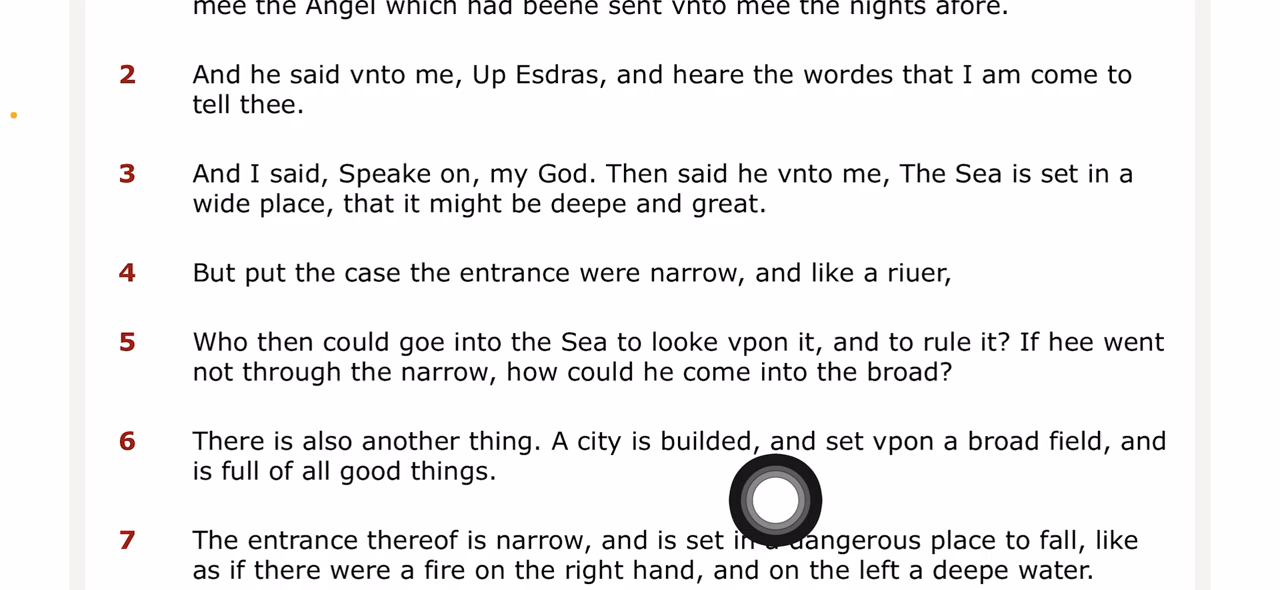 mee the Angel which had beene sent vnto mee the nights afore.
2 And he said vnto me, Up Esdras, and heare the wordes that I am come to
tell thee.
3 And I said, Speake on, my God. Then said he vnto me, The Sea is set in a
wide place, that it might be deepe and great.
4 But put the case the entrance were narrow, and like a riuer,
5 Who then could goe into the Sea to looke vpon it, and to rule it? If hee went
not through the narrow, how could he come into the broad?
6 There is also another thing. A city is builded, and set vpon a broad field, and
is full of all good things.
7 The entrance thereof is narrow, and is set in a dangerous place to fall, like
as if there were a fire on the right hand, and on the left a deepe water.